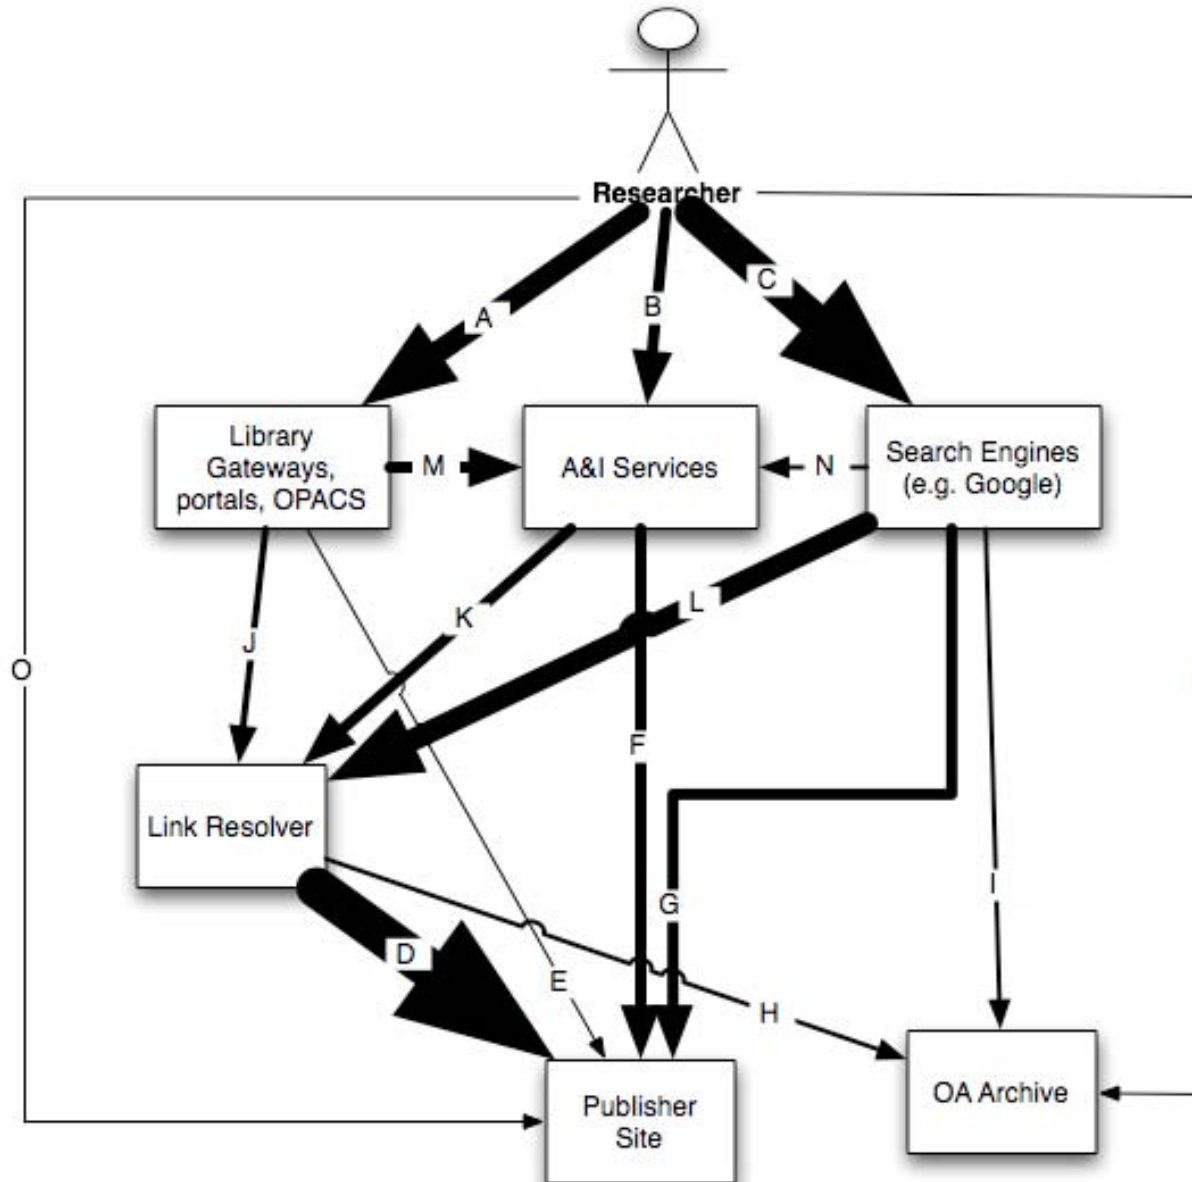 Researcher
C
B
A
Library
Gateways,
portals, OPACS
M
A&I Services
N
Search Engines
(e.g. Google)
L
K
J
O
F
Link Resolver
I
G
D
E
H
OA Archive
Publisher
Site